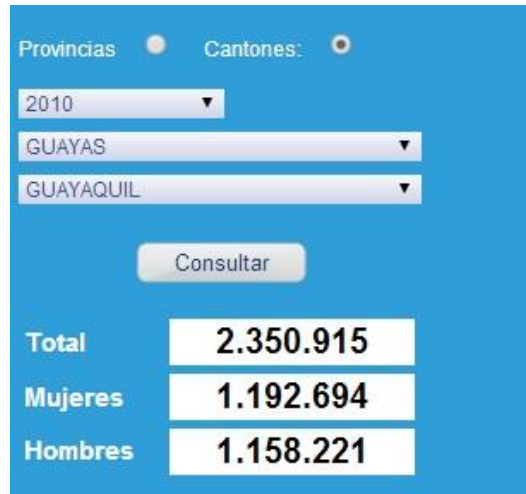 Provincias Cantones:
2010
GUAYAS
GUAYAQUIL
Consultar
Total 2.350.915
Mujeres 1.192.694
Hombres 1.158.221